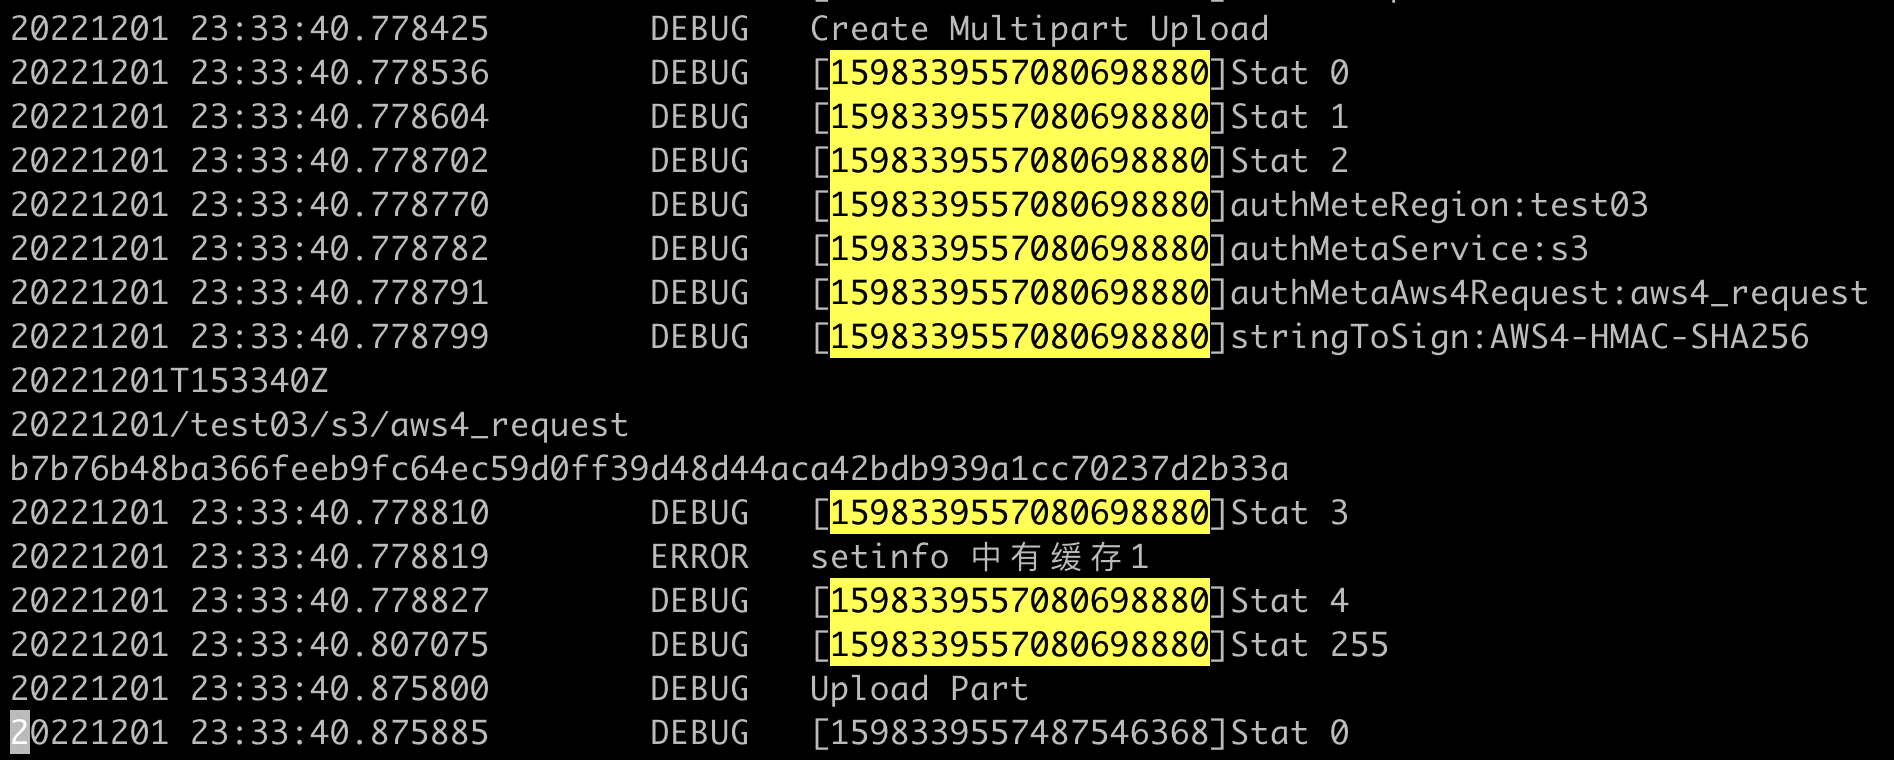 20221201 23:33:40.778425 DEBUG Create Multipart Upload
20221201 23:33:40.778536 DEBUG [1598339557080698880]Stat 0
20221201 23:33:40.778604 DEBUG [1598339557080698880]Stat 1
20221201 23:33:40.778702 DEBUG [1598339557080698880]Stat 2
20221201 23:33:40.778770 DEBUG [1598339557080698880]authMeteRegion:test03
20221201 23:33:40.778782 DEBUG [1598339557080698880]authMetaService:s3
20221201 23:33:40.778791 DEBUG [1598339557080698880]authMetaAws4Request:aws4_request
20221201 23:33:40.778799 DEBUG [1598339557080698880]stringToSign:AWS4-HMAC-SHA256
20221201T153340Z
20221201/test03/s3/aws4_request
b7b76b48ba366feeb9fc64ec59d0ff39d48d44aca42bdb939a1cc70237d2b33a
20221201 23:33:40.778810 DEBUG [1598339557080698880]Stat 3
20221201 23:33:40.778819 ERROR setinfo 中有缓存1
20221201 23:33:40.778827 DEBUG [1598339557080698880]Stat 4
20221201 23:33:40.807075 DEBUG [1598339557080698880]Stat 255
20221201 23:33:40.875800 DEBUG Upload Part
20221201 23:33:40.875885 DEBUG [1598339557487546368]Stat 0